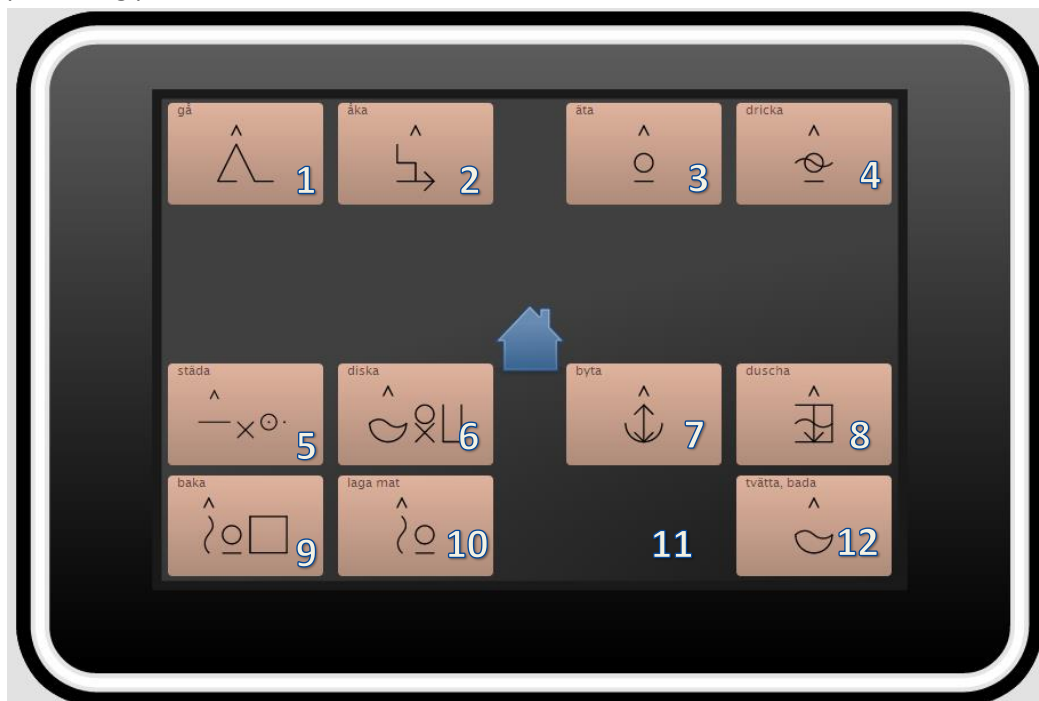 gå
1
åka
2
äta
3
dricka
4
städa
5
diska
6
byta
7
duscha
8
baka
9
laga mat
10
11
tvätta, bada
12